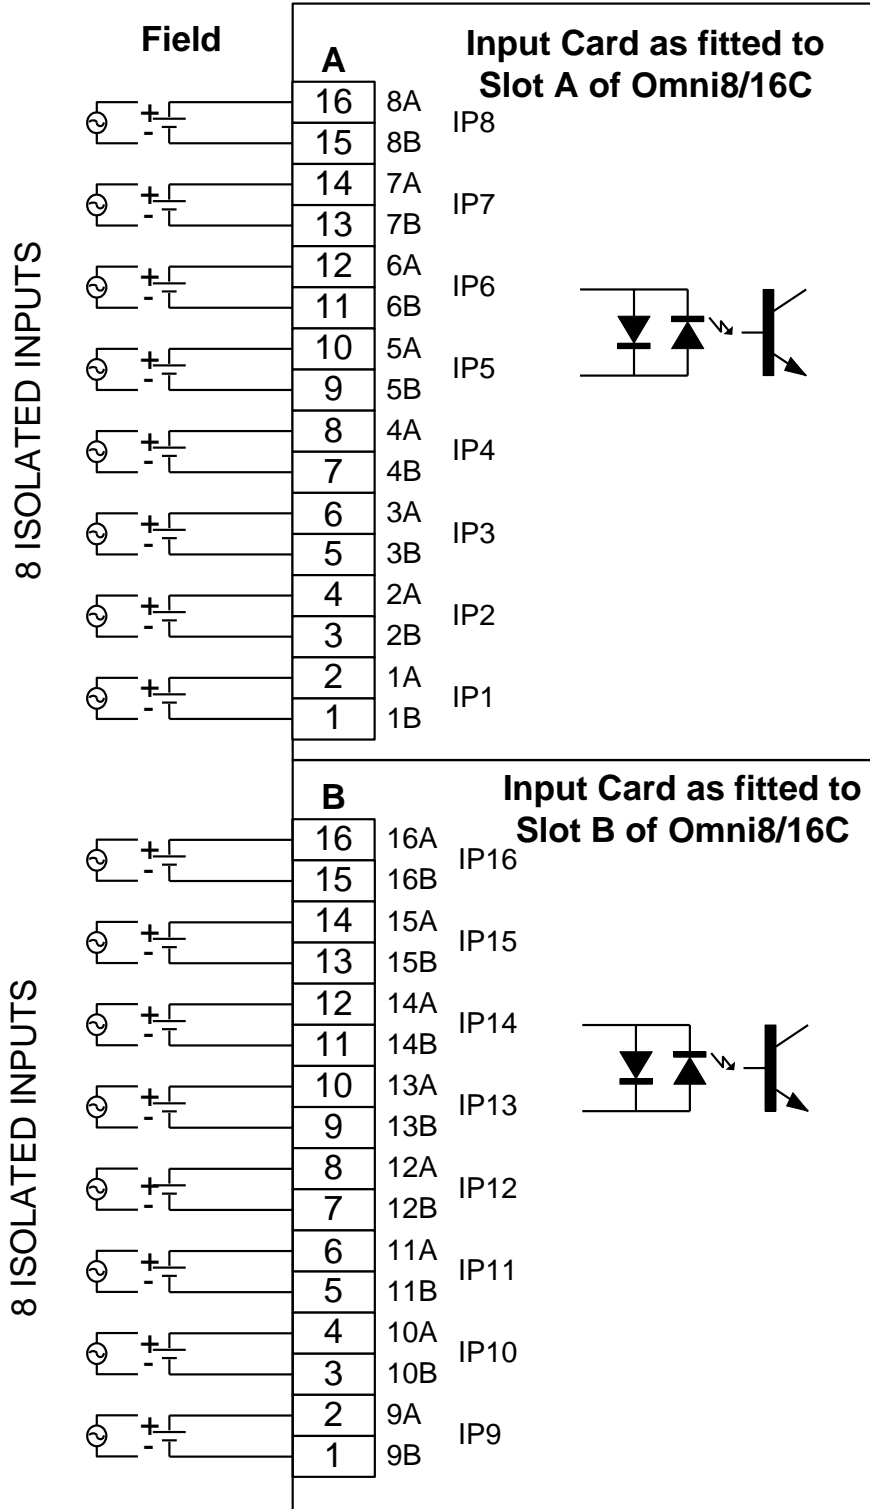 Field
A
Input Card as fitted to
Slot A of Omni8/16C
8 ISOLATED INPUTS
16 8A
IP8
15 8B
14 7A
IP7
13 7B
12 6A
IP6
11 6B
10 5A
IP5
9 5B
8 4A
IP4
7 4B
6 3A
IP3
5 3B
4 2A
IP2
3 2B
2 1A
IP1
1 1B
B
Input Card as fitted to
Slot B of Omni8/16C
8 ISOLATED INPUTS
16 16A
IP16
15 16B
14 15A
IP15
13 15B
12 14A
IP14
11 14B
10 13A
IP13
9 13B
8 12A
IP12
7 12B
6 11A
IP11
5 11B
4 10A
IP10
3 10B
2 9A
IP9
1 9B